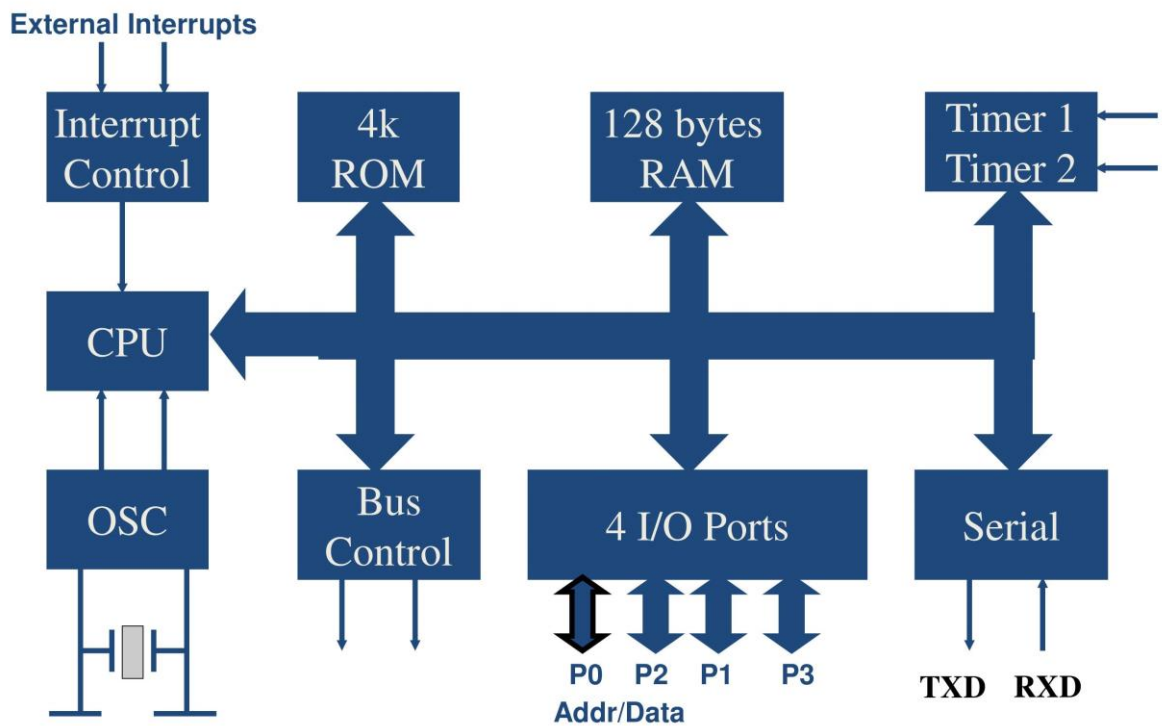 External Interrupts
Interrupt
Control
4k
ROM
128 bytes
RAM
Timer 1
Timer 2
CPU
OSC
Bus
Control
4 I/O Ports
Serial
P0 P2 P1 P3
Addr/Data
TXD RXD